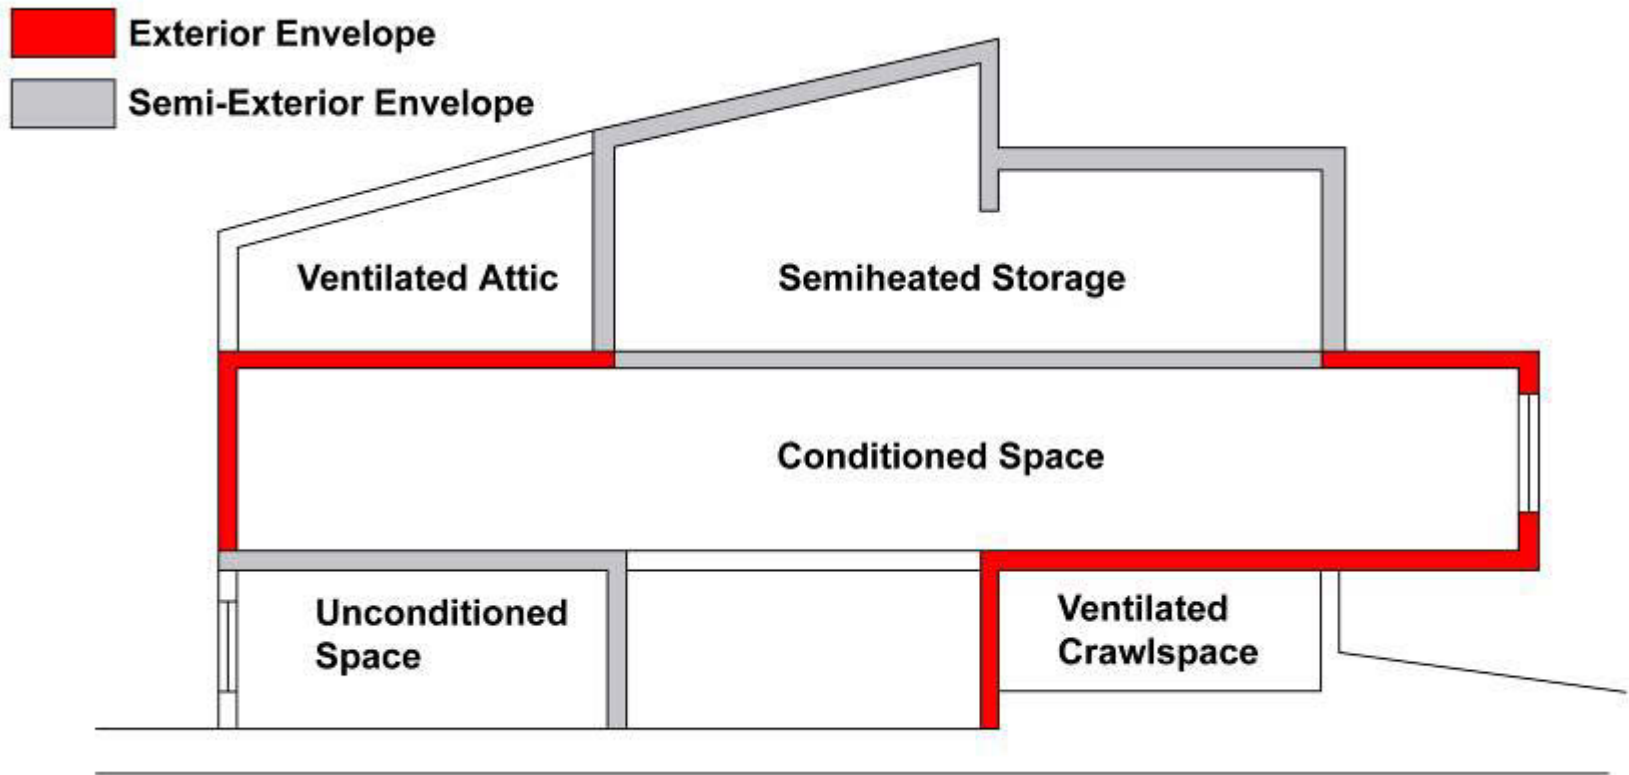 Exterior Envelope
Semi-Exterior Envelope
Ventilated Attic
Semiheated Storage
Conditioned Space
Unconditioned
Space
Ventilated
Crawlspace